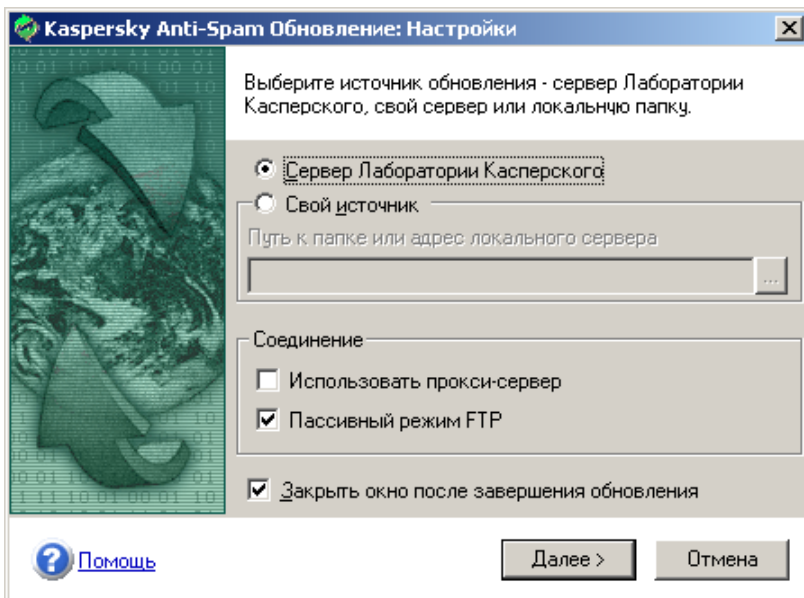 Kaspersky Anti-Spam Обновление: Настройки
Выберите источник обновления - сервер Лаборатории
Касперского, свой сервер или локальную папку.
Сервер Лаборатории Касперского
Свой источник
Путь к папке или адрес локального сервера
...
Соединение
Использовать прокси-сервер
Пассивный режим FTP
Закрыть окно после завершения обновления
Помощь
Далее >
Отмена